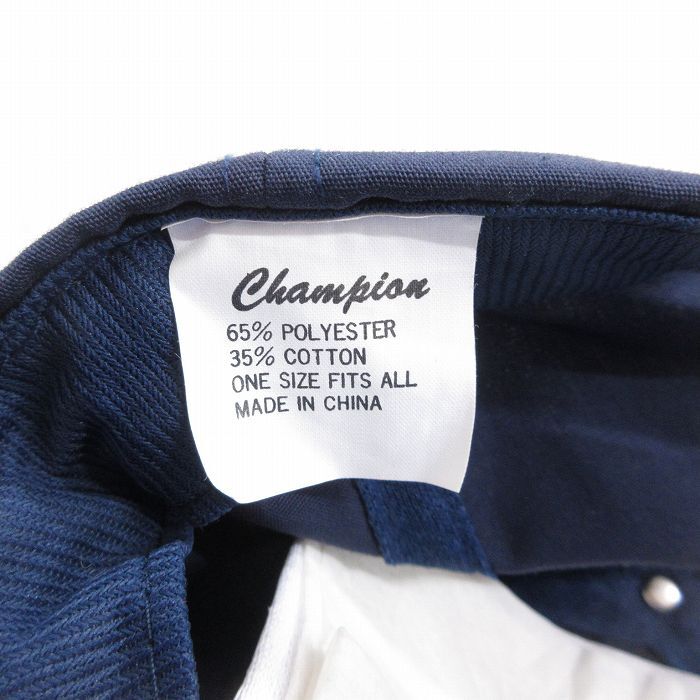 Champion
65% POLYESTER
35% COTTON
ONE SIZE FITS ALL
MADE IN CHINA